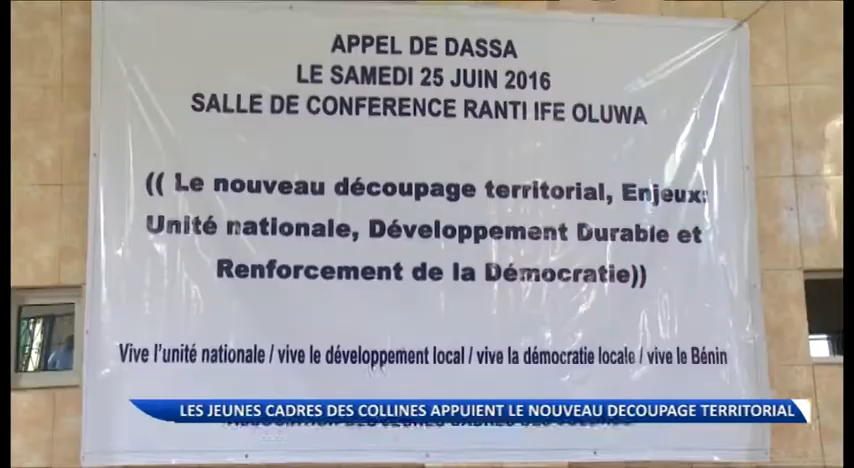 APPEL DE DASSA
LE SAMEDI 25 JUIN 2016
SALLE DE CONFERENCE RANTI IFE OLUWA
(( Le nouveau découpage territorial, Enjeux:
Unité nationale, Développement Durable et
Renforcement de la Démocratie))
Vive l'unité nationale / vive le développement local / vive la démocratie locale / vive le Bénin
LES JEUNES CADRES DES COLLINES APPUIENT LE NOUVEAU DECOUPAGE TERRITORIAL